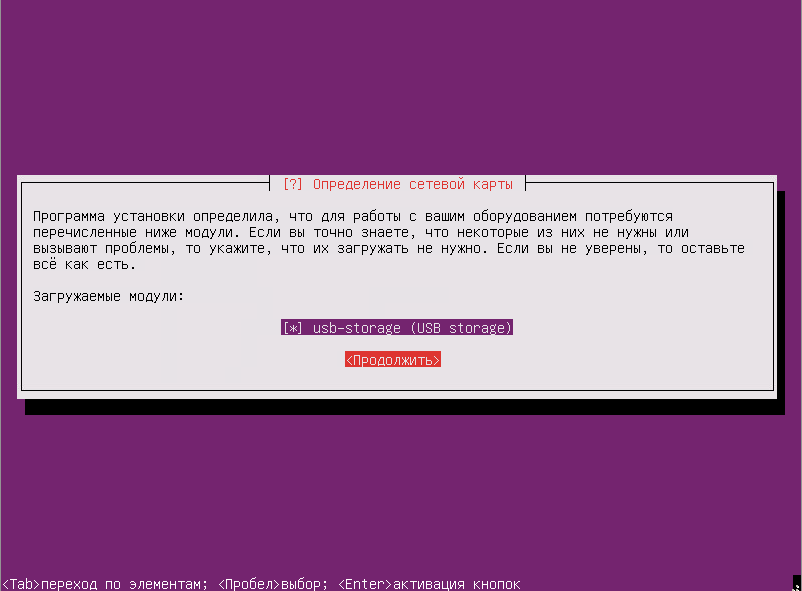 [?] Определение сетевой карты
Программа установки определила, что для работы с вашим оборудованием потребуются
перечисленные ниже модули. Если вы точно знаете, что некоторые из них не нужны или
вызывают проблемы, то укажите, что их загружать не нужно. Если вы не уверены, то оставьте
всё как есть.
Загружаемые модули:
[*] usb-storage (USB storage)
<Продолжить>
<Tab>переход по элементам; <Пробел>выбор; <Enter>активация кнопок